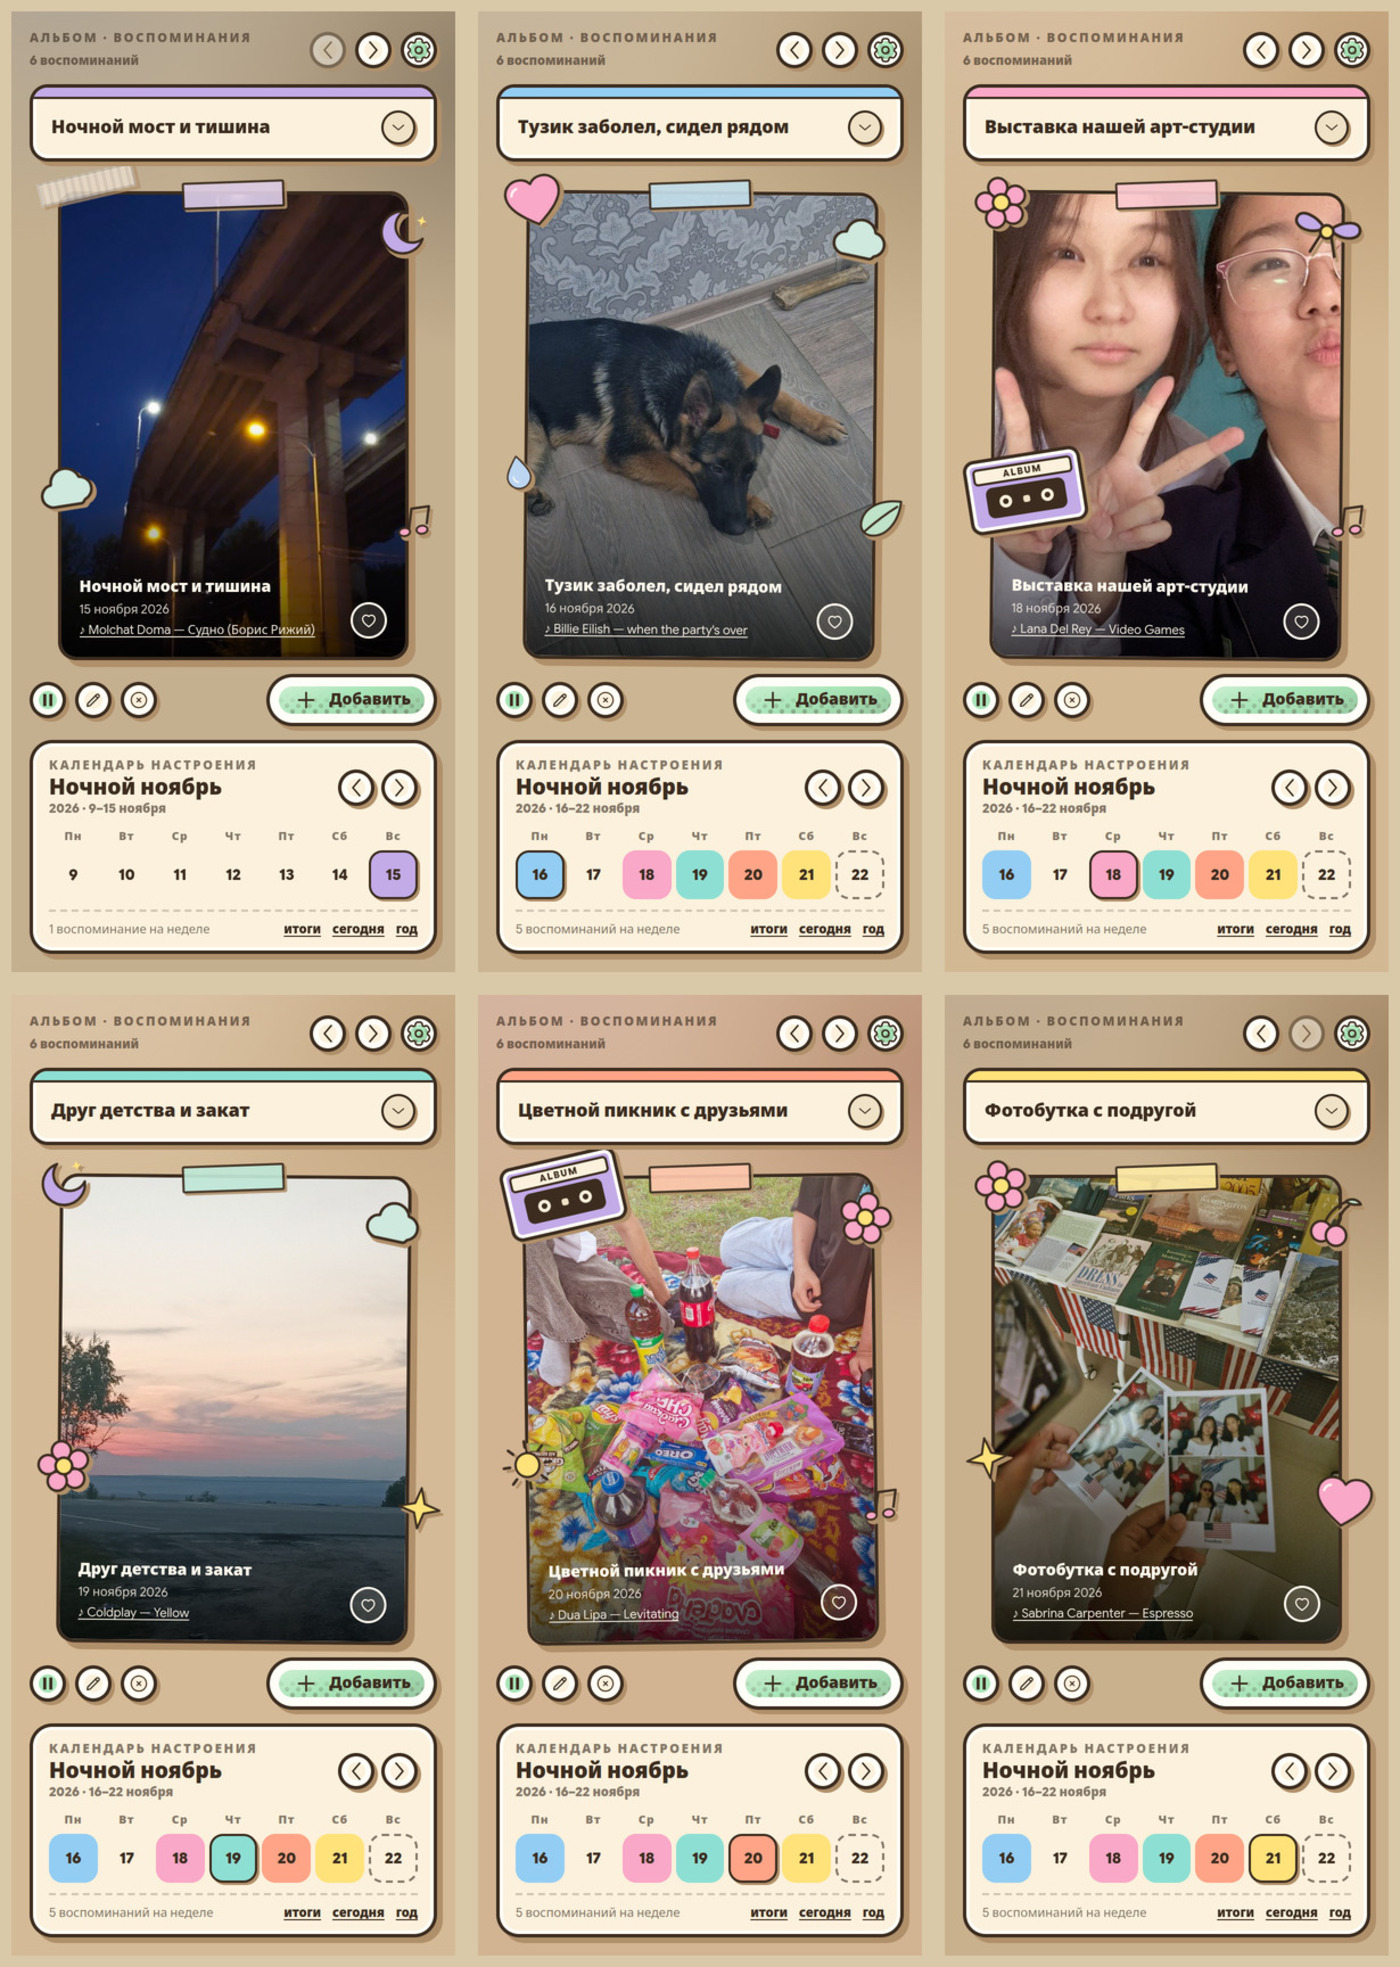 АЛЬБОМ · ВОСПОМИНАНИЯ
6 воспоминаний
Ночной мост и тишина
Ночной мост и тишина
15 ноября 2026
♪ Molchat Doma — Судно (Борис Рижий)
Добавить
КАЛЕНДАРЬ НАСТРОЕНИЯ
Ночной ноябрь
2026 · 9–15 ноября
Пн Вт Ср Чт Пт Сб Вс
9 10 11 12 13 14 15
1 воспоминание на неделе итоги сегодня год
АЛЬБОМ · ВОСПОМИНАНИЯ
6 воспоминаний
Тузик заболел, сидел рядом
Тузик заболел, сидел рядом
16 ноября 2026
♪ Billie Eilish — when the party's over
Добавить
КАЛЕНДАРЬ НАСТРОЕНИЯ
Ночной ноябрь
2026 · 16–22 ноября
Пн Вт Ср Чт Пт Сб Вс
16 17 18 19 20 21 22
5 воспоминаний на неделе итоги сегодня год
АЛЬБОМ · ВОСПОМИНАНИЯ
6 воспоминаний
Выставка нашей арт-студии
ALBUM
Выставка нашей арт-студии
18 ноября 2026
♪ Lana Del Rey — Video Games
Добавить
КАЛЕНДАРЬ НАСТРОЕНИЯ
Ночной ноябрь
2026 · 16–22 ноября
Пн Вт Ср Чт Пт Сб Вс
16 17 18 19 20 21 22
5 воспоминаний на неделе итоги сегодня год
АЛЬБОМ · ВОСПОМИНАНИЯ
6 воспоминаний
Друг детства и закат
Друг детства и закат
19 ноября 2026
♪ Coldplay — Yellow
Добавить
КАЛЕНДАРЬ НАСТРОЕНИЯ
Ночной ноябрь
2026 · 16–22 ноября
Пн Вт Ср Чт Пт Сб Вс
16 17 18 19 20 21 22
5 воспоминаний на неделе итоги сегодня год
АЛЬБОМ · ВОСПОМИНАНИЯ
6 воспоминаний
Цветной пикник с друзьями
ALBUM
OREO
Цветной пикник с друзьями
20 ноября 2026
♪ Dua Lipa — Levitating
Добавить
КАЛЕНДАРЬ НАСТРОЕНИЯ
Ночной ноябрь
2026 · 16–22 ноября
Пн Вт Ср Чт Пт Сб Вс
16 17 18 19 20 21 22
5 воспоминаний на неделе итоги сегодня год
АЛЬБОМ · ВОСПОМИНАНИЯ
6 воспоминаний
Фотобутка с подругой
2005
DRESS
Фотобутка с подругой
21 ноября 2026
♪ Sabrina Carpenter — Espresso
Добавить
КАЛЕНДАРЬ НАСТРОЕНИЯ
Ночной ноябрь
2026 · 16–22 ноября
Пн Вт Ср Чт Пт Сб Вс
16 17 18 19 20 21 22
5 воспоминаний на неделе итоги сегодня год